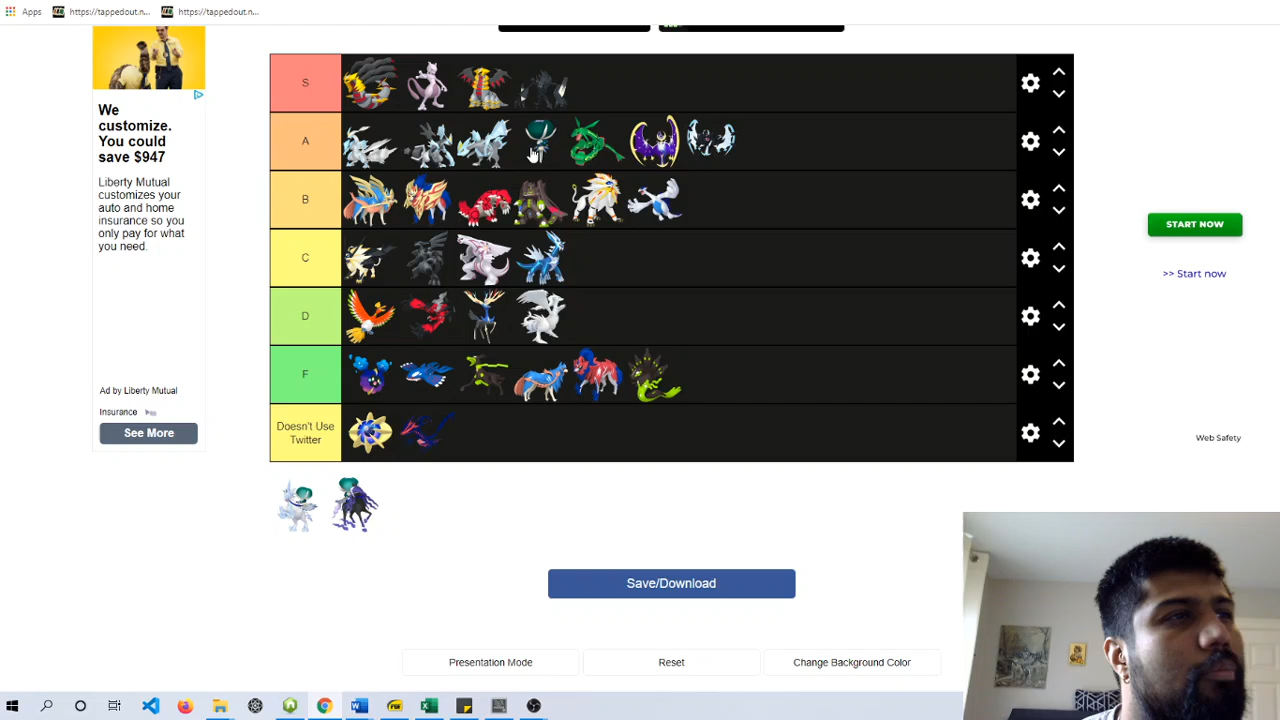 Apps
https://tappedout.n...
https://tappedout.n...
We
customize.
You could
save $947
Liberty Mutual
customizes your
auto and home
insurance so you
only pay for what
you need.
Ad by Liberty Mutual
Insurance
See More
S
A
B
C
D
F
Doesn't Use
Twitter
START NOW
>> Start now
Web Safety
Save/Download
Presentation Mode
Reset
Change Background Color